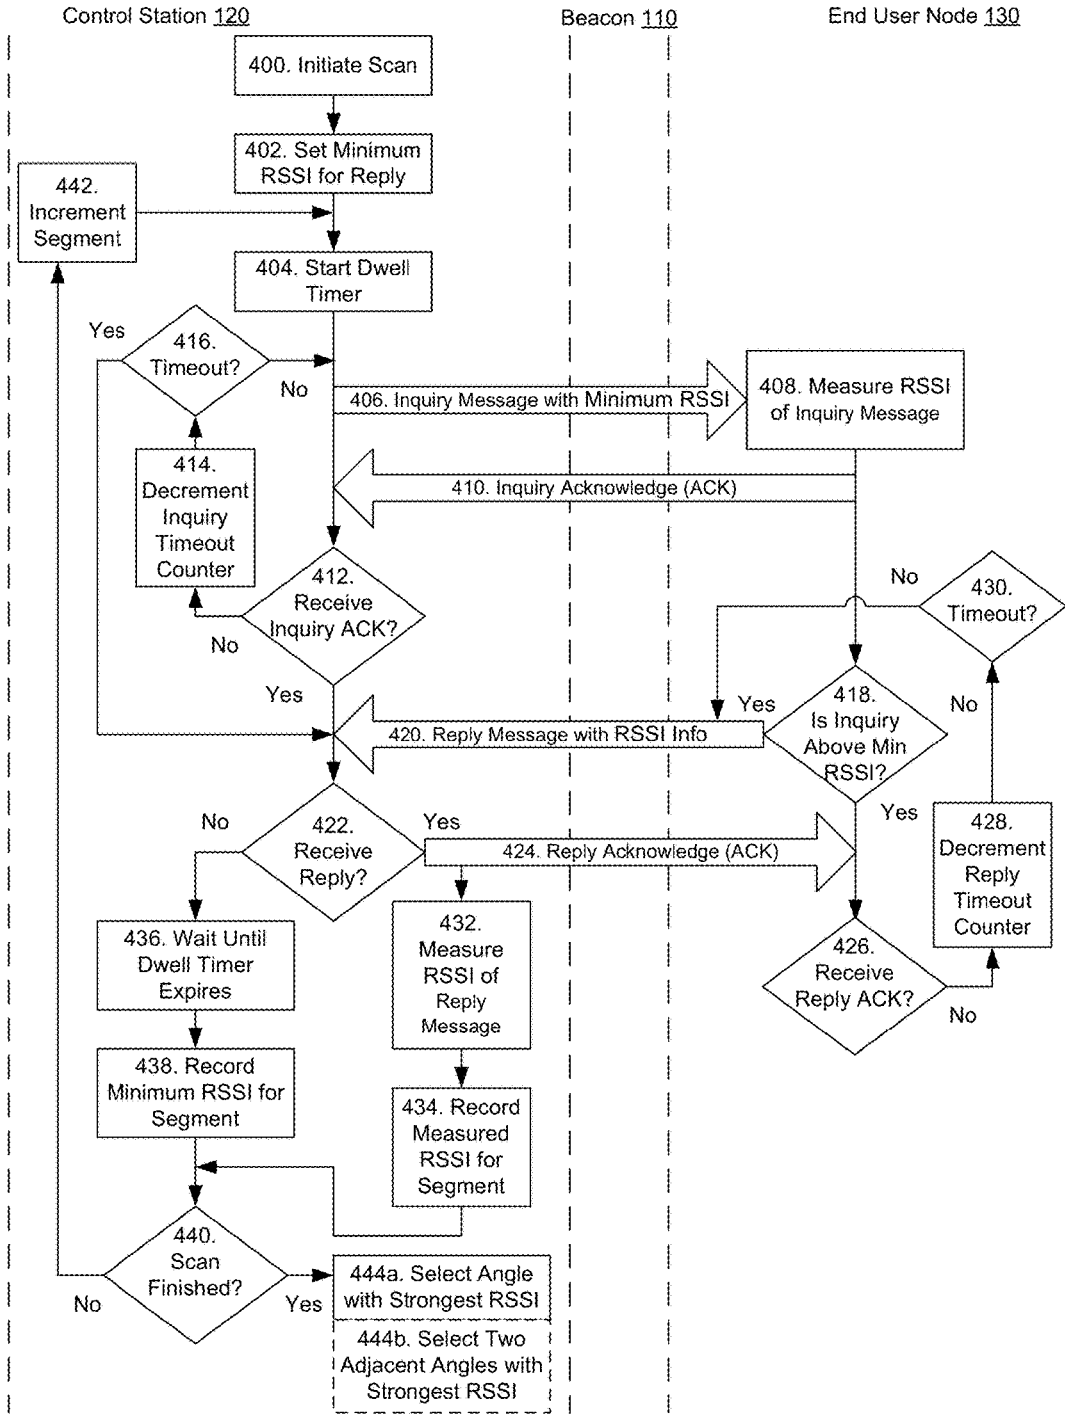 Control Station 120
Beacon 110
End User Node 130
400. Initiate Scan
402. Set Minimum
RSSI for Reply
442.
Increment
Segment
404. Start Dwell
Timer
Yes
416.
Timeout?
No
406. Inquiry Message with Minimum RSSI
408. Measure RSSI
of Inquiry Message
414.
Decrement
Inquiry
Timeout
Counter
410. Inquiry Acknowledge (ACK)
412.
Receive
Inquiry ACK?
No
Yes
No
430.
Timeout?
No
Yes
418.
Is Inquiry
Above Min
RSSI?
420. Reply Message with RSSI Info
Yes
428.
Decrement
Reply
Timeout
Counter
No
422.
Receive
Reply?
Yes
424. Reply Acknowledge (ACK)
426.
Receive
Reply ACK?
No
436. Wait Until
Dwell Timer
Expires
432.
Measure
RSSI of
Reply
Message
438. Record
Minimum RSSI for
Segment
434. Record
Measured
RSSI for
Segment
440.
Scan
Finished?
No
Yes
444a. Select Angle
with Strongest RSSI
444b. Select Two
Adjacent Angles with
Strongest RSSI